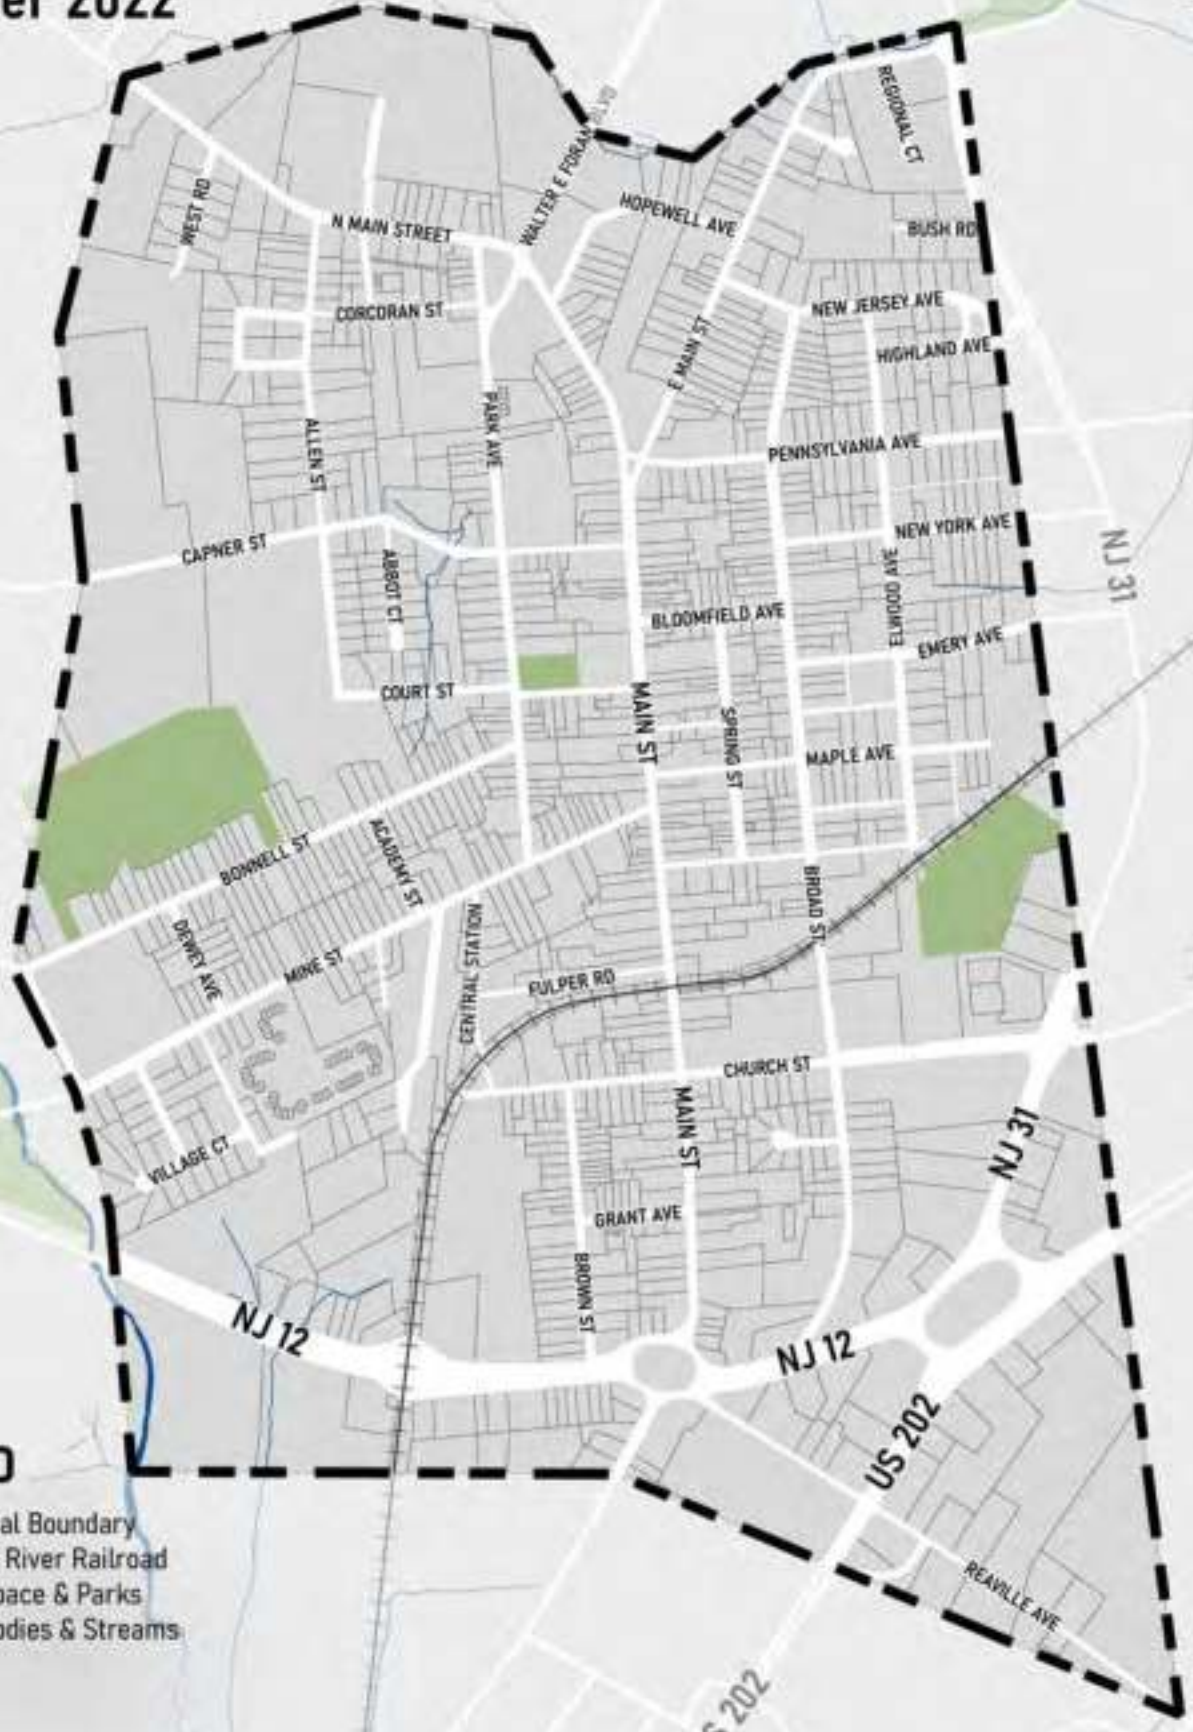 2022
REGIONAL CT
WALTER E FORAN BLVD
WEST RD
HOPEWELL AVE
N MAIN STREET
BUSH RD
NEW JERSEY AVE
CORCORAN ST
E MAIN ST
HIGHLAND AVE
PARK AVE
ALLEN ST
PENNSYLVANIA AVE
NEW YORK AVE
CAPNER ST
NJ 31
ABBOT CT
ELMWOOD AVE
BLOOMFIELD AVE
EMERY AVE
COURT ST
MAIN ST
SPRING ST
MAPLE AVE
BONNELL ST
ACADEMY ST
BROAD ST
DEWEY AVE
CENTRAL STATION
MINE ST
FULPER RD
CHURCH ST
MAIN ST
NJ 31
VILLAGE CT
GRANT AVE
BROWN ST
NJ 12
NJ 12
US 202
al Boundary
River Railroad
pace & Parks
odies & Streams
REAVILLE AVE
S 202